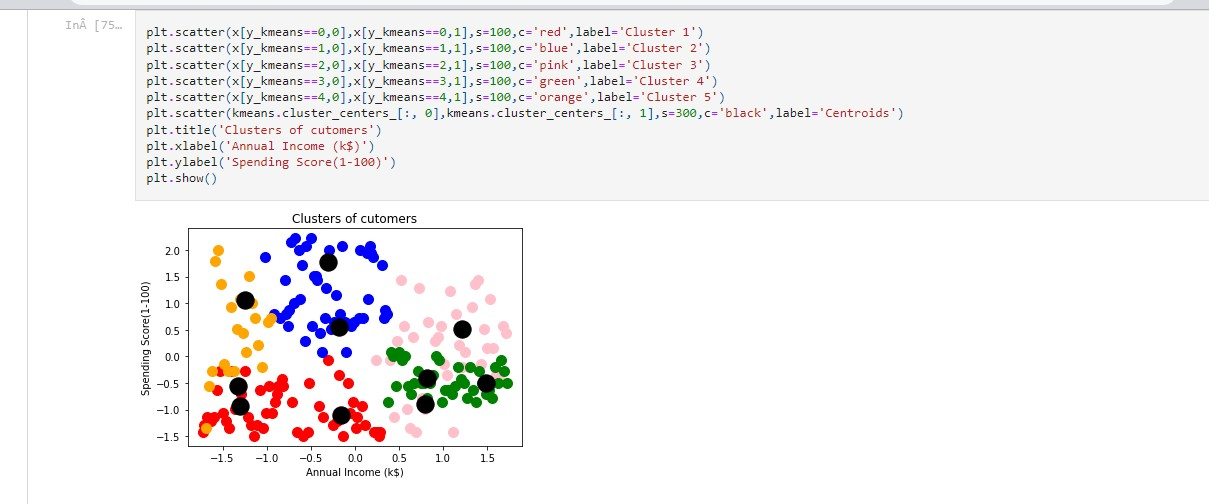 InÂ [75…
plt.scatter(x[y_kmeans==0,0],x[y_kmeans==0,1],s=100,c='red',label='Cluster 1')
plt.scatter(x[y_kmeans==1,0],x[y_kmeans==1,1],s=100,c='blue',label='Cluster 2')
plt.scatter(x[y_kmeans==2,0],x[y_kmeans==2,1],s=100,c='pink',label='Cluster 3')
plt.scatter(x[y_kmeans==3,0],x[y_kmeans==3,1],s=100,c='green',label='Cluster 4')
plt.scatter(x[y_kmeans==4,0],x[y_kmeans==4,1],s=100,c='orange',label='Cluster 5')
plt.scatter(kmeans.cluster_centers_[:, 0],kmeans.cluster_centers_[:, 1],s=300,c='black',label='Centroids')
plt.title('Clusters of cutomers')
plt.xlabel('Annual Income (k$)')
plt.ylabel('Spending Score(1-100)')
plt.show()
Clusters of cutomers
Spending Score(1-100)
2.0
1.5
1.0
0.5
0.0
−0.5
−1.0
−1.5
−1.5 −1.0 −0.5 0.0 0.5 1.0 1.5
Annual Income (k$)